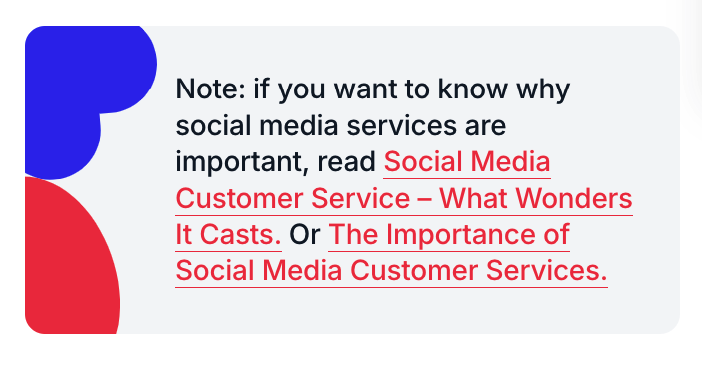 Note: if you want to know why
social media services are
important, read Social Media
Customer Service – What Wonders
It Casts. Or The Importance of
Social Media Customer Services.